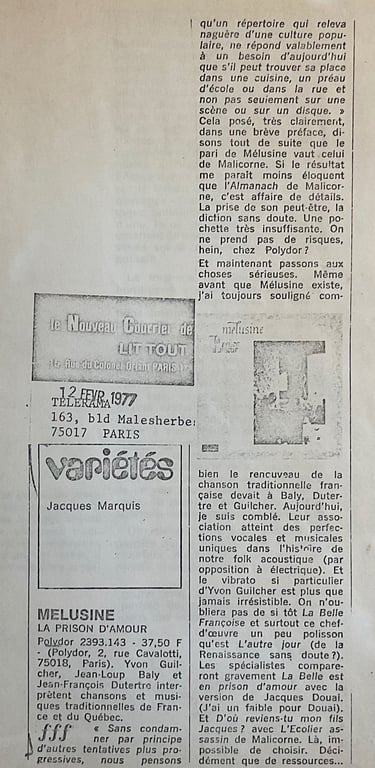 le Nouveau Courrier de
LIT TOUT
Rue du Colonel PARIS
12 FEVR. 1977
TELERAMA
163, bld Malesherbes
75017 PARIS
variétés
Jacques Marquis
MELUSINE
LA PRISON D'AMOUR
Polydor 2393.143 - 37,50 F
- (Polydor, 2, rue Cavalotti,
75018, Paris). Yvon Guil-
cher, Jean-Loup Baly et
Jean-François Dutertre inter-
prètent chansons et musi-
ques traditionnelles de Fran-
ce et du Québec.
fff « Sans condam-
ner par principe
d'autres tentatives plus pro-
gressives, nous pensons
qu'un répertoire qui releva
naguère d'une culture popu-
laire, ne répond valablement
à un besoin d'aujourd'hui
que s'il peut trouver sa place
dans une cuisine, un préau
d'école ou dans la rue et
non pas seulement sur une
scène ou sur un disque. »
Cela posé, très clairement,
dans une brève préface, di-
sons tout de suite que le
pari de Mélusine vaut celui
de Malicorne. Si le résultat
me paraît moins éloquent
que l'Almanach de Malicor-
ne, c'est affaire de détails.
La prise de son peut-être, la
diction sans doute. Une po-
chette très insuffisante. On
ne prend pas de risques,
hein, chez Polydor ?
Et maintenant passons aux
choses sérieuses. Même
avant que Mélusine existe,
j'ai toujours souligné com-
melusine
bien le renouveau de la
chanson traditionnelle fran-
çaise devait à Baly, Duter-
tre et Guilcher. Aujourd'hui,
je suis comblé. Leur asso-
ciation atteint des perfec-
tions vocales et musicales
uniques dans l'histoire de
notre folk acoustique (par
opposition à électrique). Et
le vibrato si particulier
d'Yvon Guilcher est plus que
jamais irrésistible. On n'ou-
bliera pas de si tôt La Belle
Françoise et surtout ce chef-
d'œuvre un peu polisson
qu'est L'autre jour (de la
Renaissance sans doute ?).
Les spécialistes compare-
ront gravement La Belle est
en prison d'amour avec la
version de Jacques Douai.
(J'ai un faible pour Douai).
Et D'où reviens-tu mon fils
Jacques ? avec L'Ecolier as-
sassin de Malicorne. Là, im-
possible de choisir. Déci-
dément que de ressources...